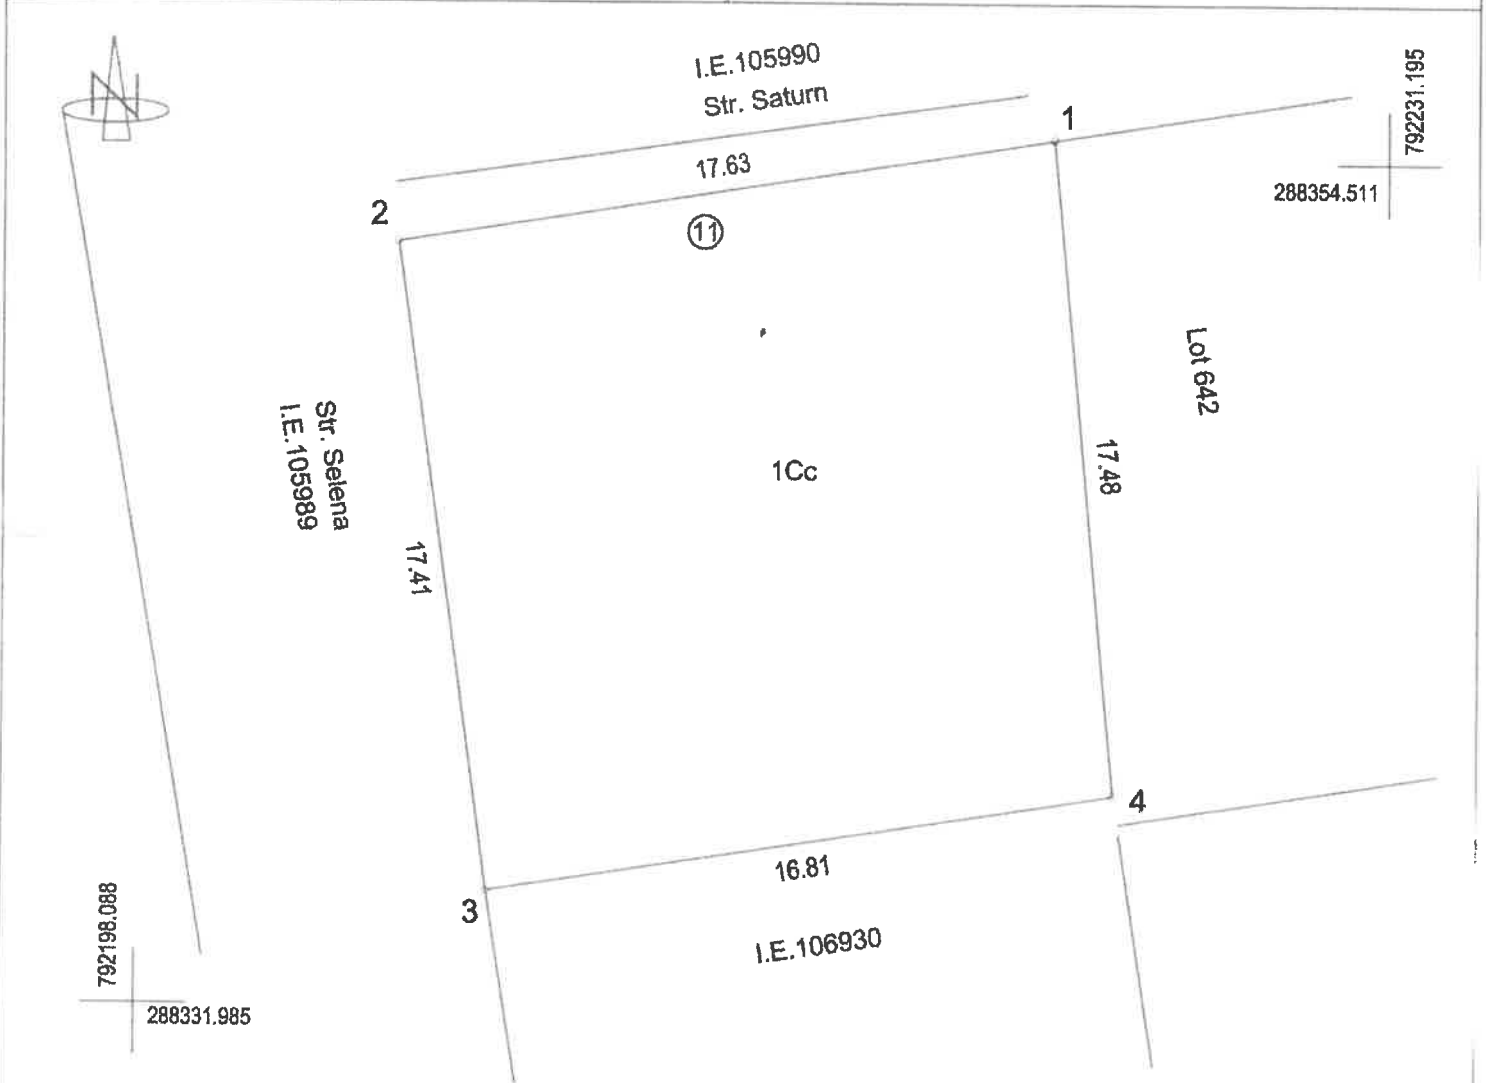 N
I.E.105990
Str. Saturn
1
792231.195
288354.511
17.63
2
11
Lot 642
Str. Selena
I.E.105989
1Cc
17.48
17.41
4
16.81
3
I.E.106930
792198.088
288331.985